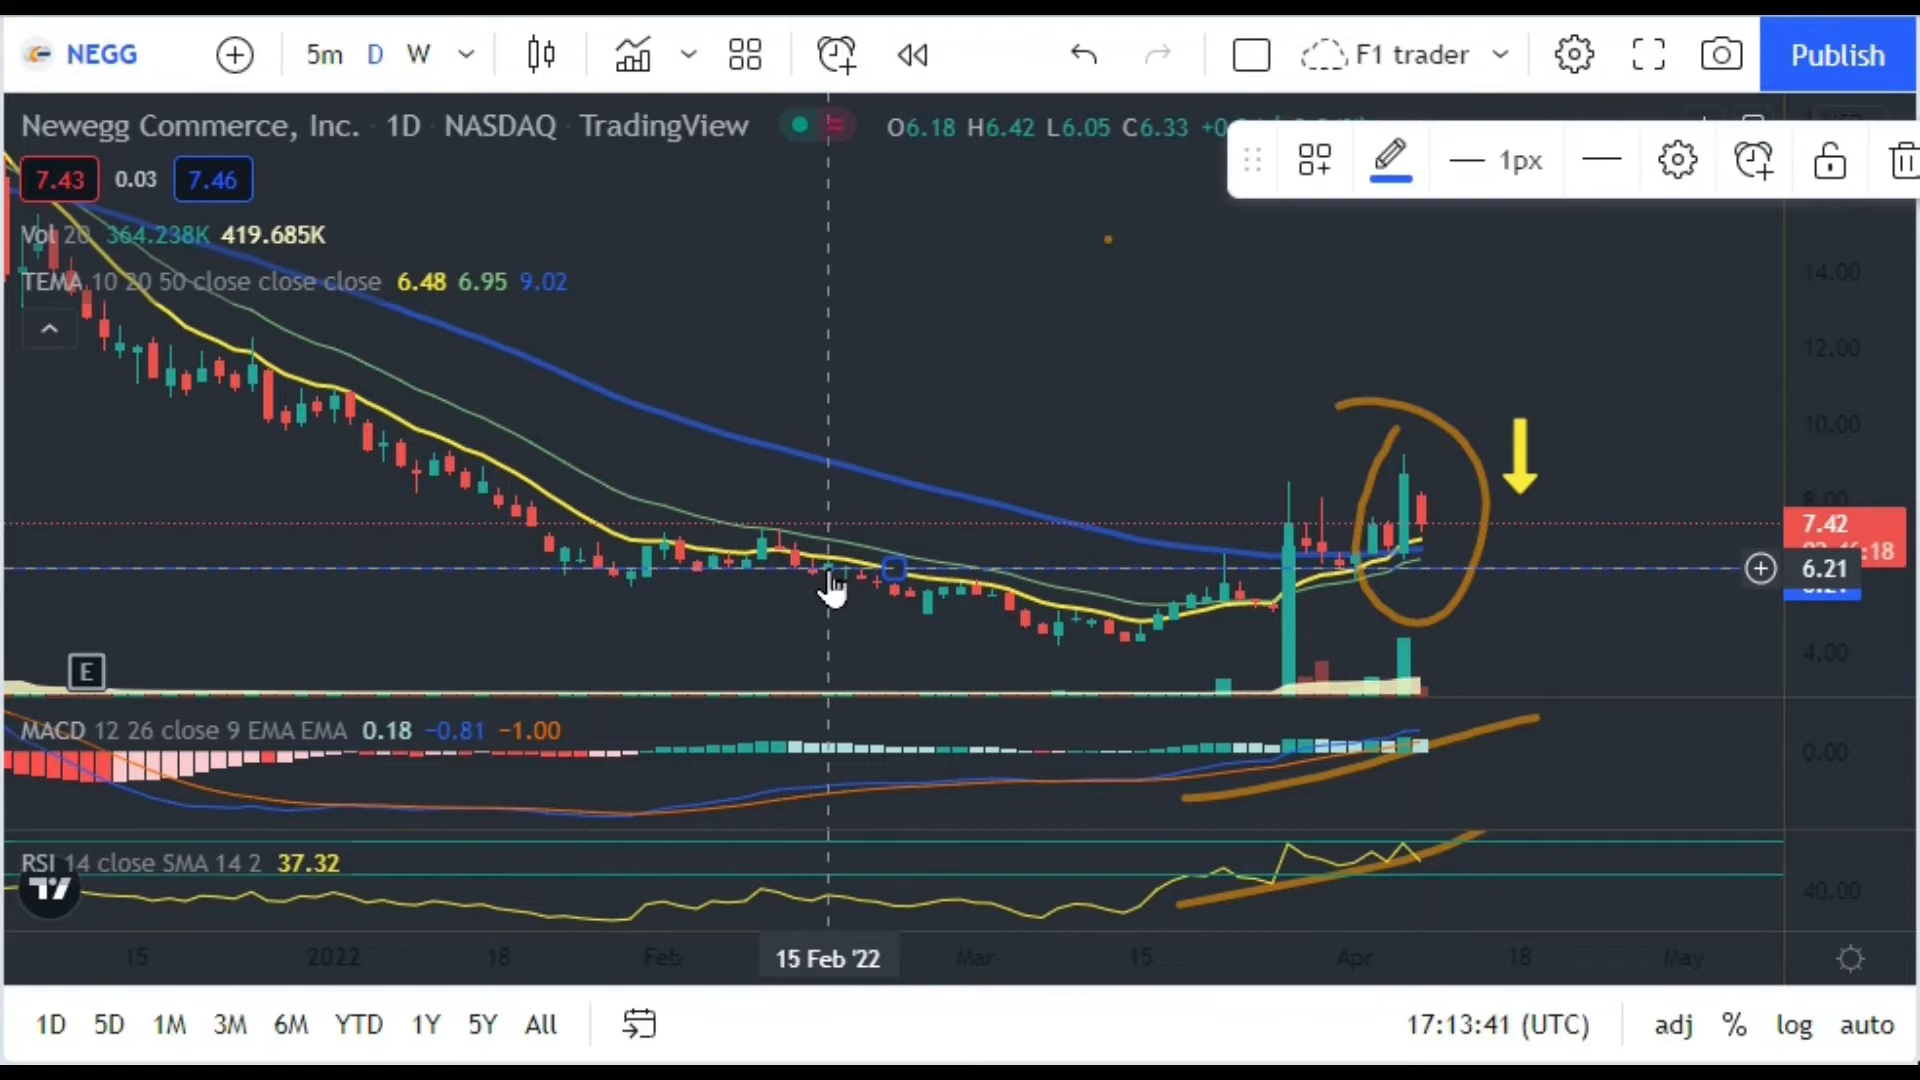 NEGG 5m D W F1 trader Publish
Newegg Commerce, Inc. 1D NASDAQ TradingView O6.18 H6.42 L6.05 C6.33
7.43 0.03 7.46
1px
Vol 20 364.238K 419.685K
TEMA 10 20 50 close close close 6.48 6.95 9.02
14.00
12.00
10.00
8.00
7.42
:18
6.21
4.00
E
MACD 12 26 close 9 EMA EMA 0.18 −0.81 −1.00
0.00
RSI 14 close SMA 14 2 37.32
40.00
15 2022 18 Feb 15 Feb '22 Mar 15 Apr 18 May
1D 5D 1M 3M 6M YTD 1Y 5Y All 17:13:41 (UTC) adj % log auto